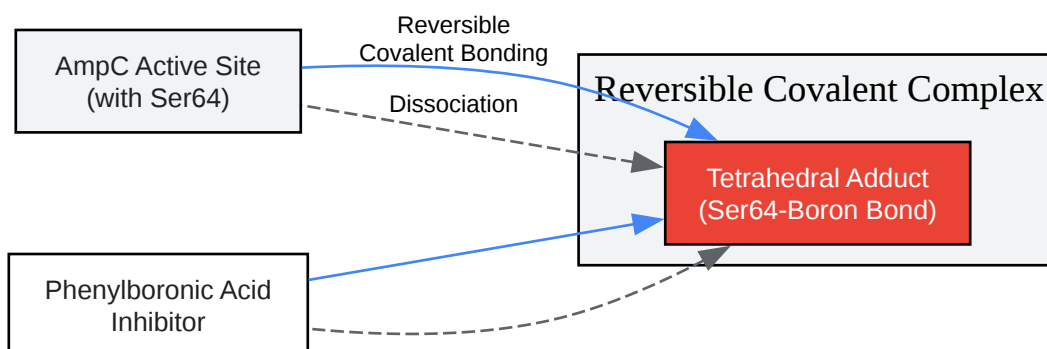 AmpC Active Site
(with Ser64)
Reversible
Covalent Bonding
Dissociation
Reversible Covalent Complex
Tetrahedral Adduct
(Ser64-Boron Bond)
Phenylboronic Acid
Inhibitor